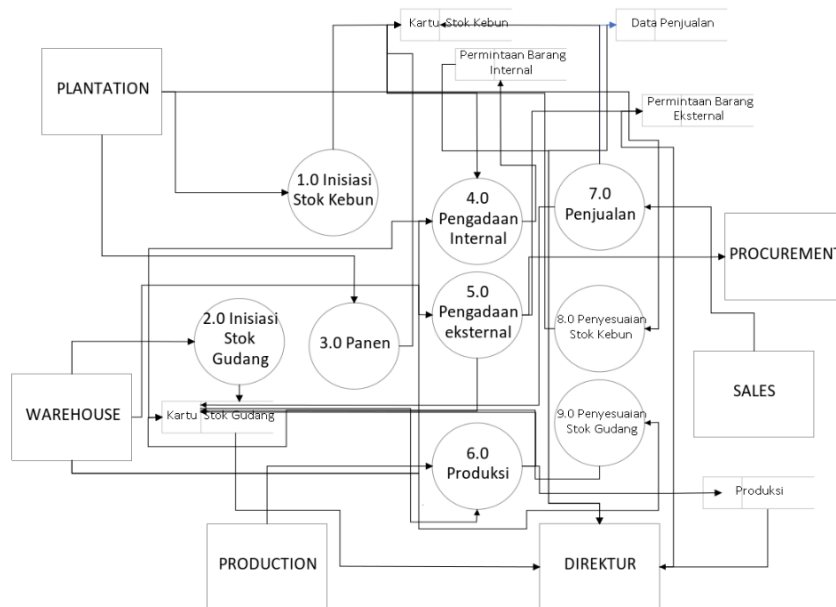 Kartu Stok Kebun
Data Penjualan
Permintaan Barang
Internal
PLANTATION
Permintaan Barang
Eksternal
1.0 Inisiasi
Stok Kebun
4.0
Pengadaan
Internal
7.0
Penjualan
PROCUREMENT
5.0
Pengadaan
eksternal
2.0 Inisiasi
Stok
Gudang
3.0 Panen
8.0 Penyesuaian
Stok Kebun
SALES
WAREHOUSE
Kartu Stok Gudang
9.0 Penyesuaian
Stok Gudang
6.0
Produksi
Produksi
PRODUCTION
DIREKTUR